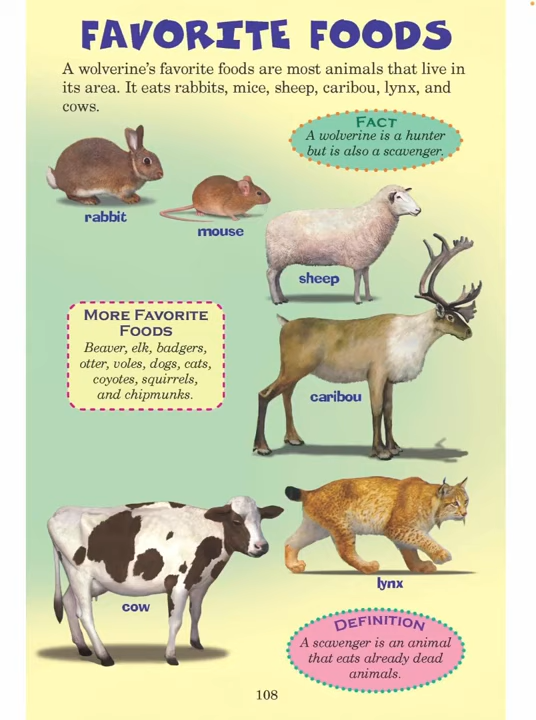 FAVORITE FOODS
A wolverine's favorite foods are most animals that live in
its area. It eats rabbits, mice, sheep, caribou, lynx, and
cows.
FACT
A wolverine is a hunter
but is also a scavenger.
rabbit
mouse
sheep
MORE FAVORITE
FOODS
Beaver, elk, badgers,
otter, voles, dogs, cats,
coyotes, squirrels,
and chipmunks.
caribou
lynx
cow
DEFINITION
A scavenger is an animal
that eats already dead
animals.
108